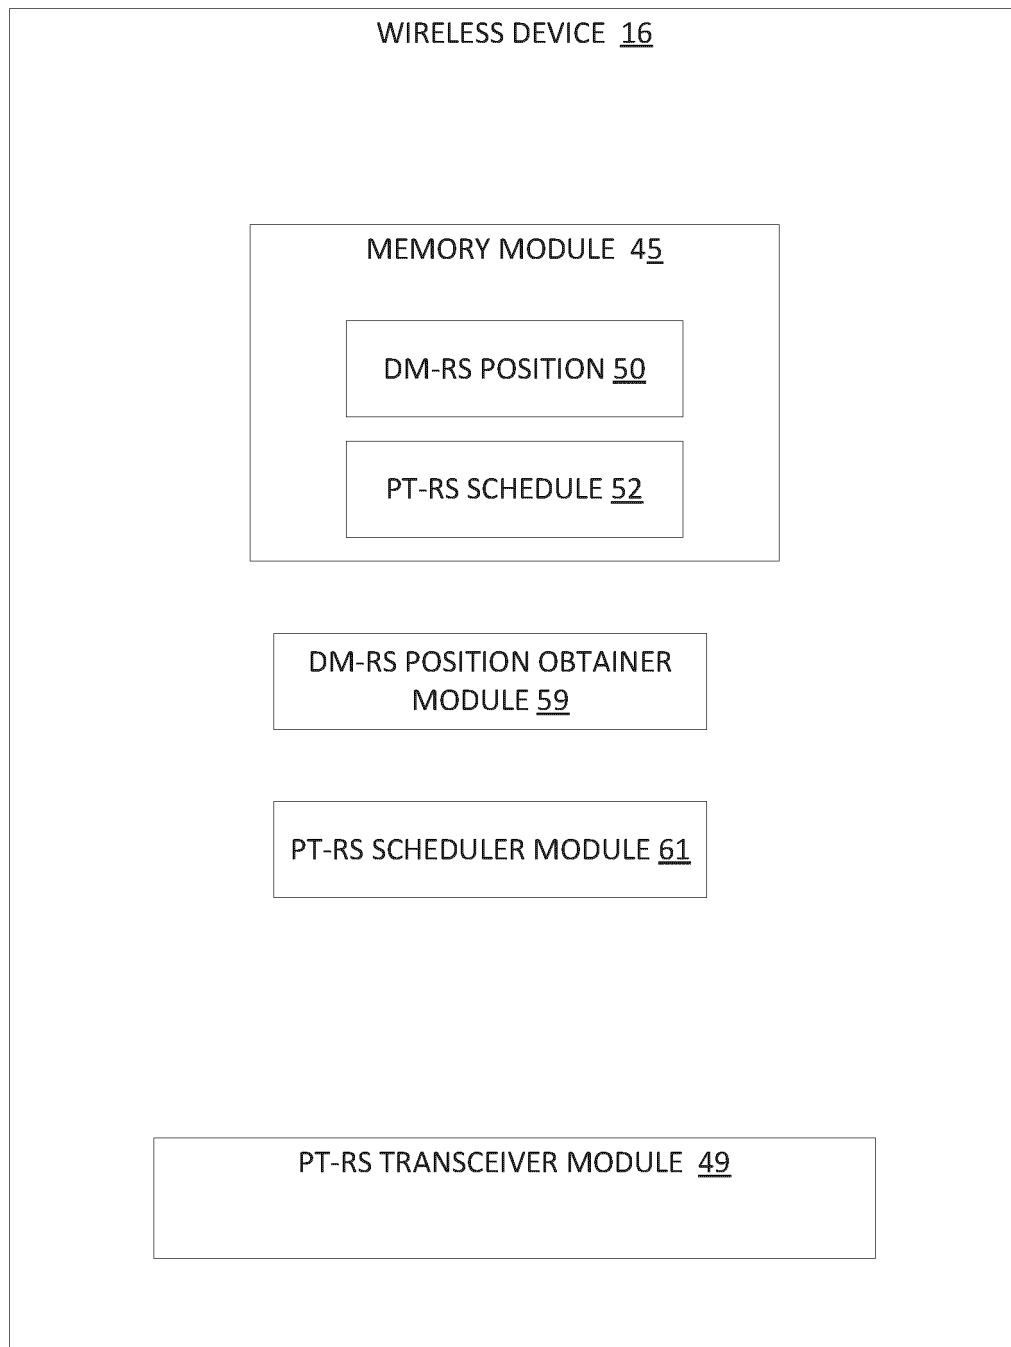 WIRELESS DEVICE 16
MEMORY MODULE 45
DM-RS POSITION 50
PT-RS SCHEDULE 52
DM-RS POSITION OBTAINER
MODULE 59
PT-RS SCHEDULER MODULE 61
PT-RS TRANSCEIVER MODULE 49